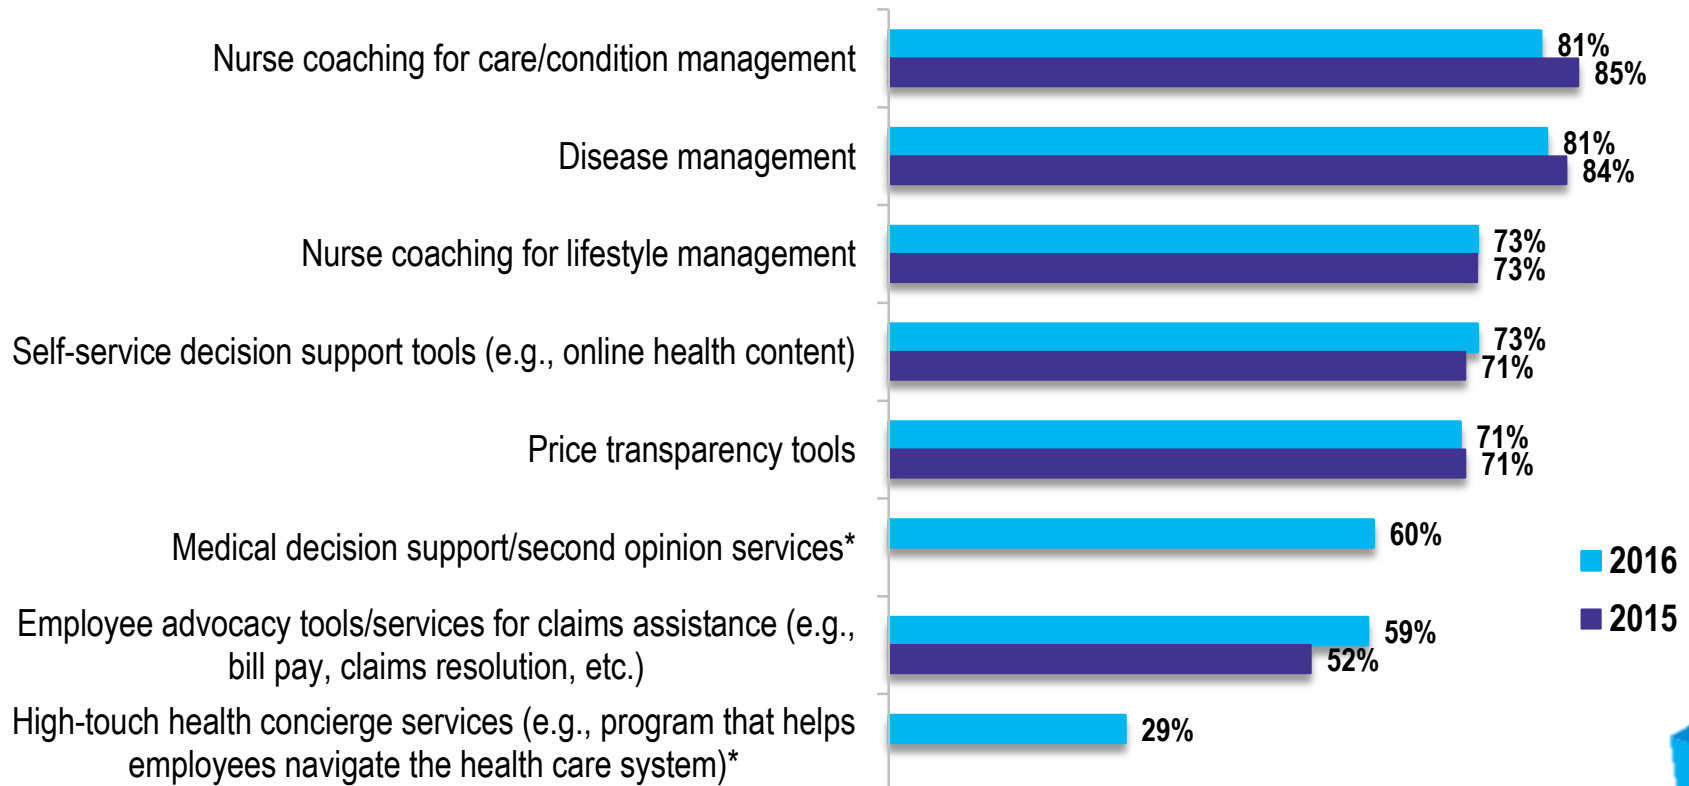 Nurse coaching for care/condition management
81%
85%
Disease management
81%
84%
Nurse coaching for lifestyle management
73%
73%
Self-service decision support tools (e.g., online health content)
73%
71%
Price transparency tools
71%
71%
Medical decision support/second opinion services*
60%
Employee advocacy tools/services for claims assistance (e.g.,
bill pay, claims resolution, etc.)
59%
52%
High-touch health concierge services (e.g., program that helps
employees navigate the health care system)*
29%
2016
2015